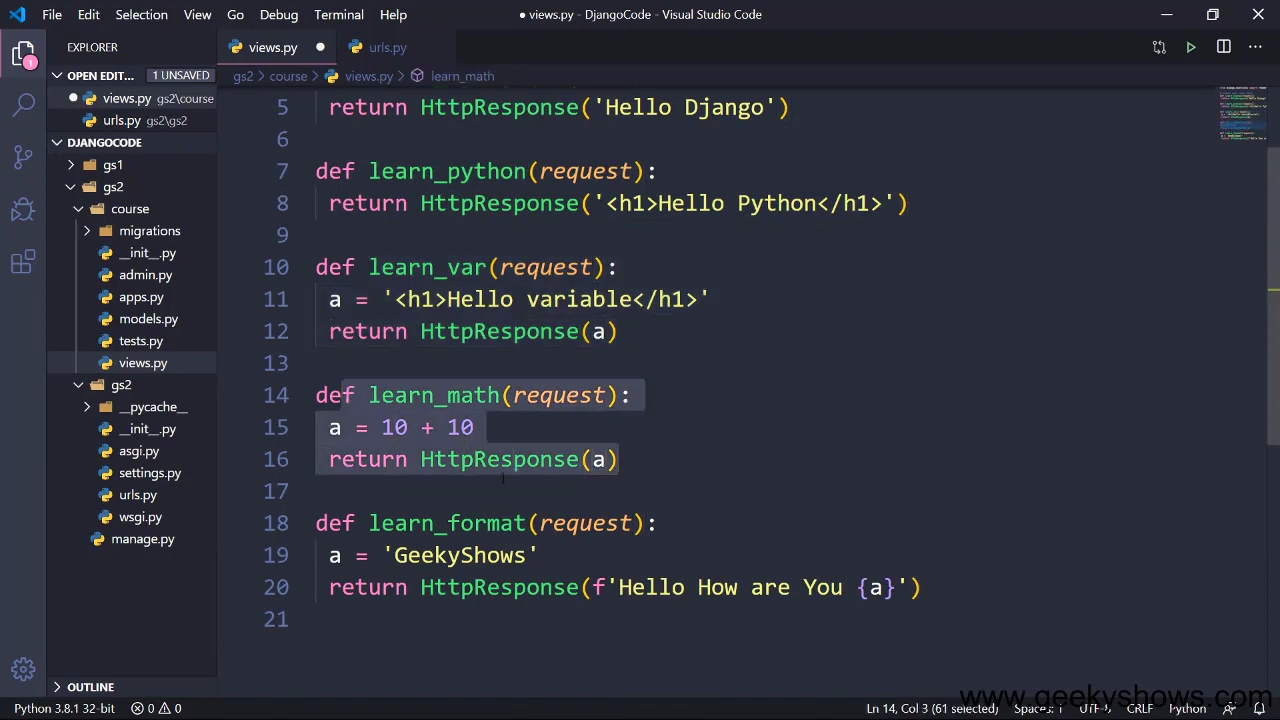 File Edit Selection View Go Debug Terminal Help
● views.py - DjangoCode - Visual Studio Code
EXPLORER
views.py ●
urls.py
OPEN EDIT... 1 UNSAVED
● views.py gs2\course
urls.py gs2\gs2
DJANGOCODE
gs1
gs2
course
migrations
__init__.py
admin.py
apps.py
models.py
tests.py
views.py
gs2
__pycache__
__init__.py
asgi.py
settings.py
urls.py
wsgi.py
manage.py
OUTLINE
1
gs2 > course > views.py > learn_math
5 return HttpResponse('Hello Django')
6
7 def learn_python(request):
8 return HttpResponse('<h1>Hello Python</h1>')
9
10 def learn_var(request):
11 a = '<h1>Hello variable</h1>'
12 return HttpResponse(a)
13
14 def learn_math(request):
15 a = 10 + 10
16 return HttpResponse(a)
17
18 def learn_format(request):
19 a = 'GeekyShows'
20 return HttpResponse(f'Hello How are You {a}')
21
www.geekyshows.com
Python 3.8.1 32-bit 0 0 Ln 14, Col 3 (61 selected) Spaces: 1 UTF-8 CRLF Python